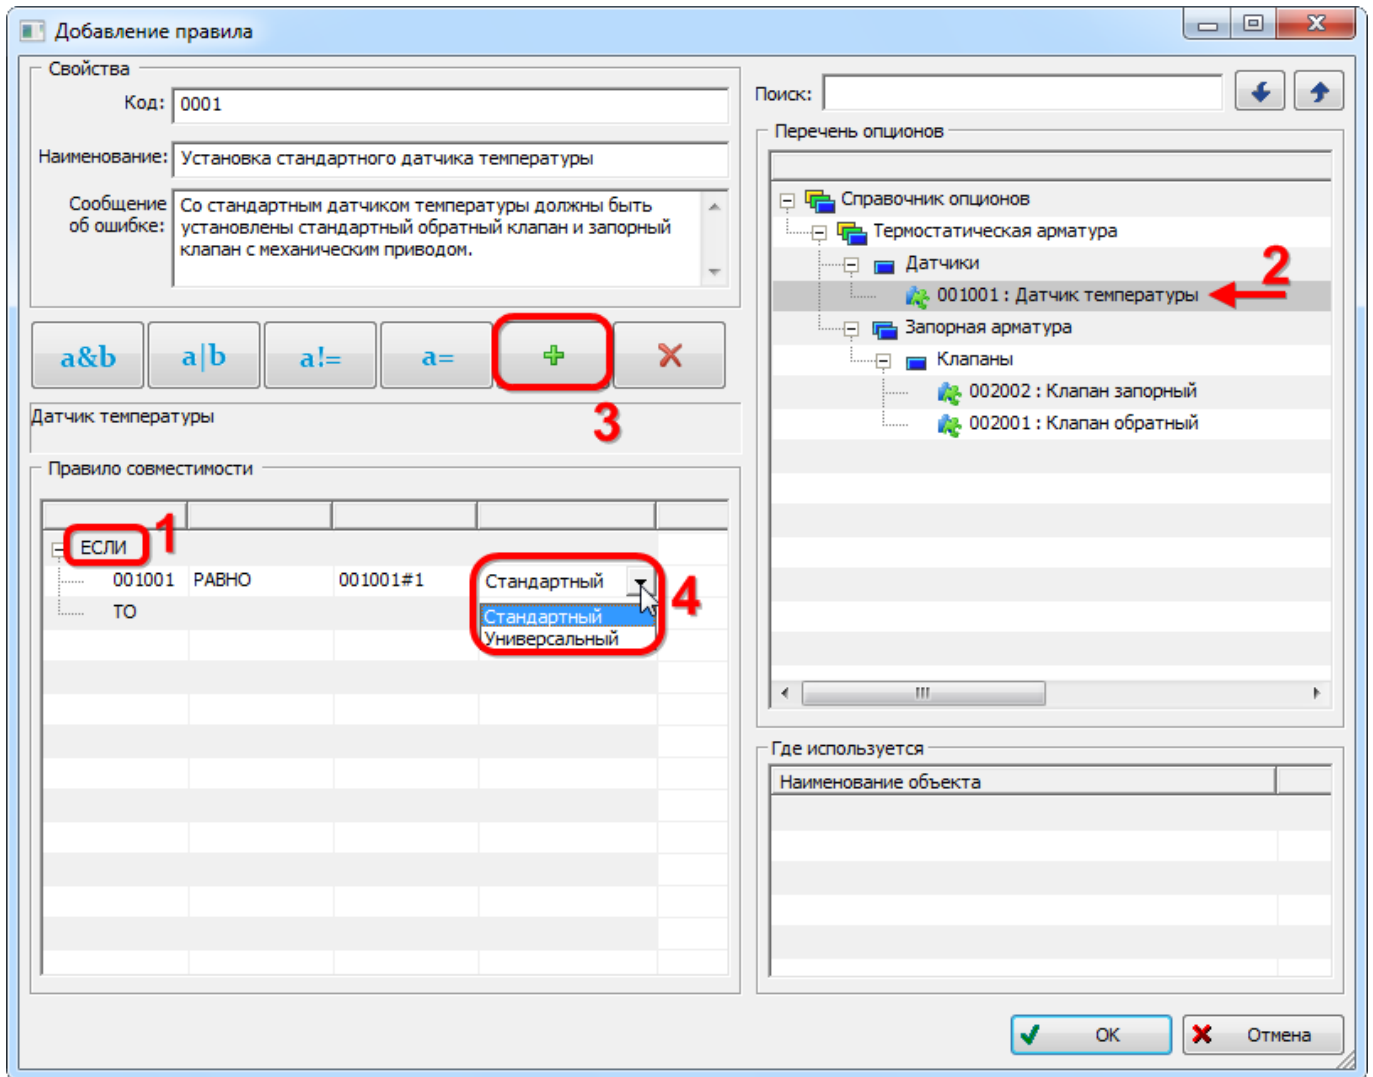 Добавление правила
Свойства
Код: 0001
Наименование: Установка стандартного датчика температуры
Сообщение об ошибке:
Со стандартным датчиком температуры должны быть
установлены стандартный обратный клапан и запорный
клапан с механическим приводом.
a&b a|b a!= a=
3
Датчик температуры
Правило совместимости
ЕСЛИ 1
001001 РАВНО 001001#1 Стандартный 4
ТО
Стандартный
Универсальный
Поиск:
Перечень опционов
Справочник опционов
Термостатическая арматура
Датчики
2
001001 : Датчик температуры
Запорная арматура
Клапаны
002002 : Клапан запорный
002001 : Клапан обратный
Где используется
Наименование объекта
OK Отмена